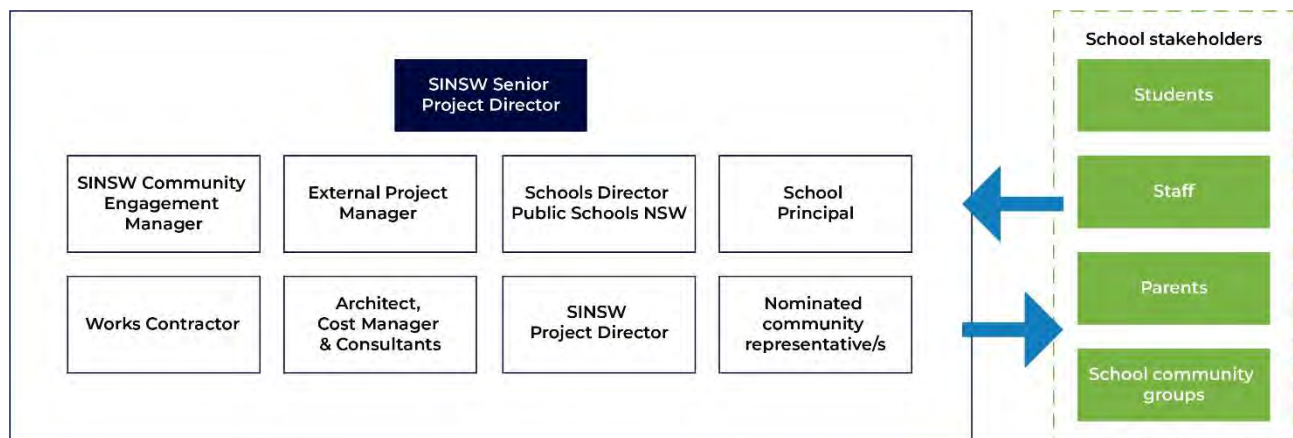 SINSW Senior
Project Director
SINSW Community
Engagement
Manager
External Project
Manager
Schools Director
Public Schools NSW
School
Principal
Works Contractor
Architect,
Cost Manager
& Consultants
SINSW
Project Director
Nominated
community
representative/s
School stakeholders
Students
Staff
Parents
School community
groups